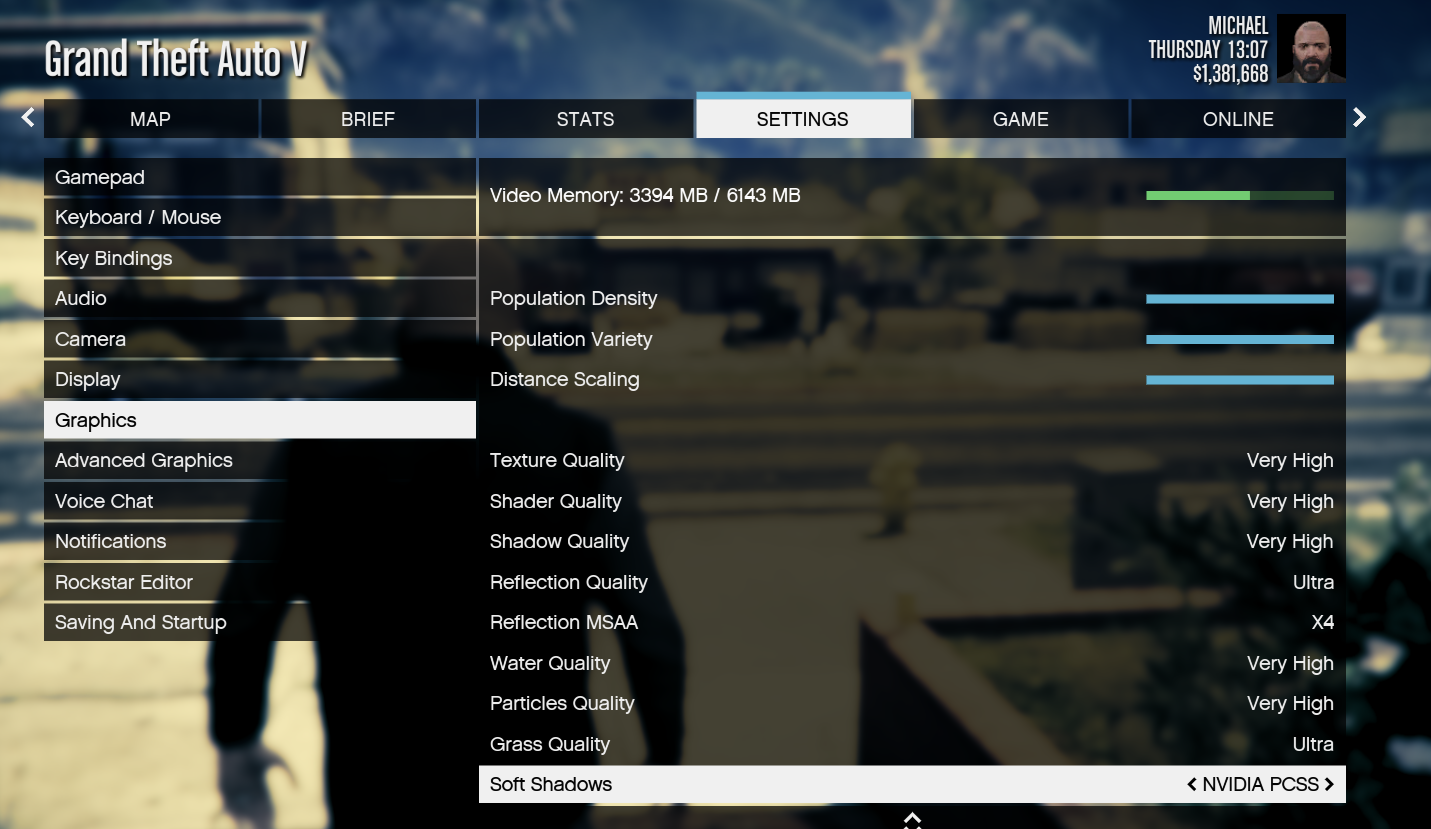 Grand Theft Auto V
MICHAEL
THURSDAY 13:07
$1,381,668
MAP
BRIEF
STATS
SETTINGS
GAME
ONLINE
Gamepad
Keyboard / Mouse
Key Bindings
Audio
Camera
Display
Graphics
Advanced Graphics
Voice Chat
Notifications
Rockstar Editor
Saving And Startup
Video Memory: 3394 MB / 6143 MB
Population Density
Population Variety
Distance Scaling
Texture Quality Very High
Shader Quality Very High
Shadow Quality Very High
Reflection Quality Ultra
Reflection MSAA X4
Water Quality Very High
Particles Quality Very High
Grass Quality Ultra
Soft Shadows NVIDIA PCSS